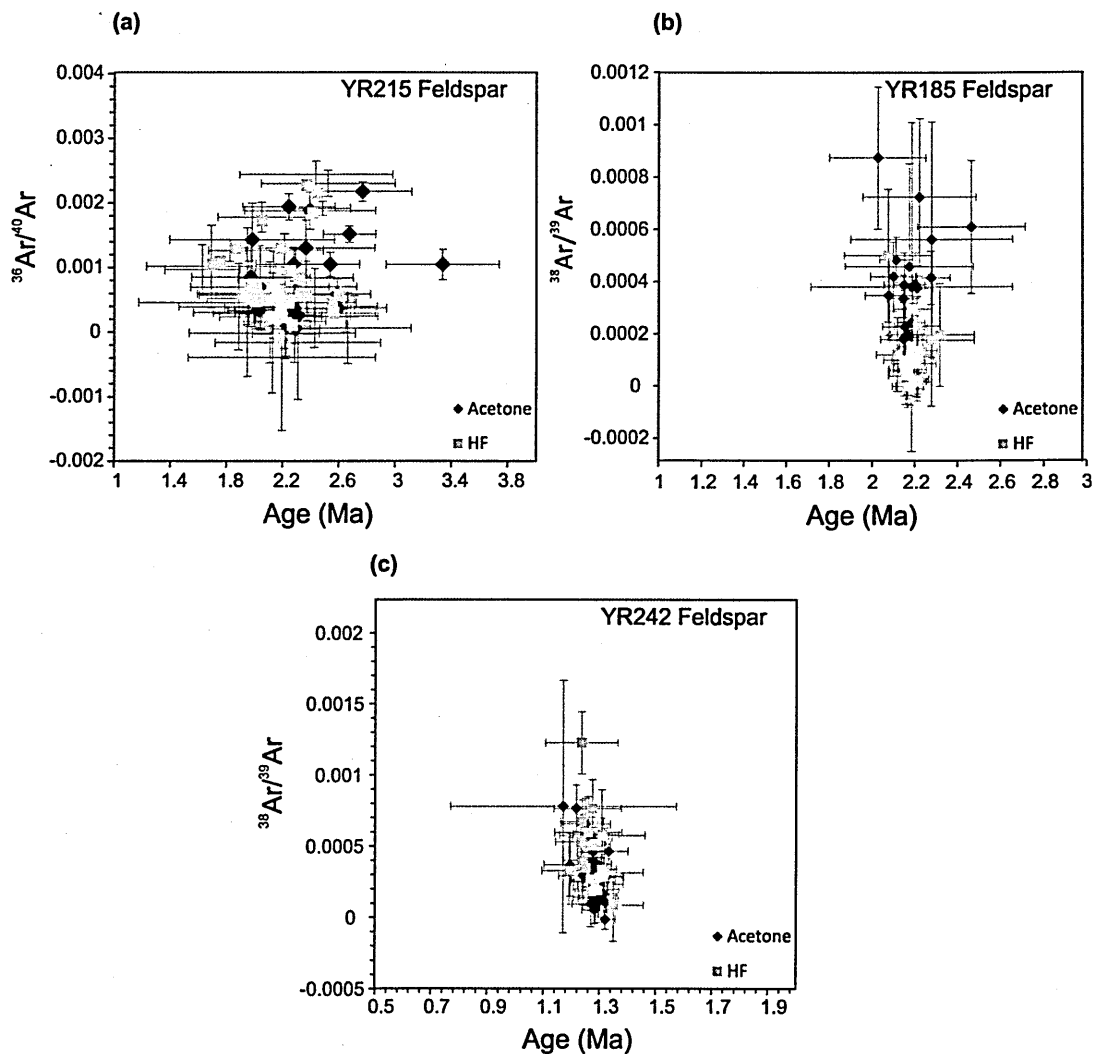 (a)
YR215 Feldspar
0.004
0.003
0.002
0.001
0
-0.001
-0.002
³⁶Ar/⁴⁰Ar
Acetone
HF
1 1.4 1.8 2.2 2.6 3 3.4 3.8
Age (Ma)
(b)
YR185 Feldspar
0.0012
0.001
0.0008
0.0006
0.0004
0.0002
0
-0.0002
³⁸Ar/³⁹Ar
Acetone
HF
1 1.2 1.4 1.6 1.8 2 2.2 2.4 2.6 2.8 3
Age (Ma)
(c)
YR242 Feldspar
0.002
0.0015
0.001
0.0005
0
-0.0005
³⁸Ar/³⁹Ar
Acetone
HF
0.5 0.7 0.9 1.1 1.3 1.5 1.7 1.9
Age (Ma)